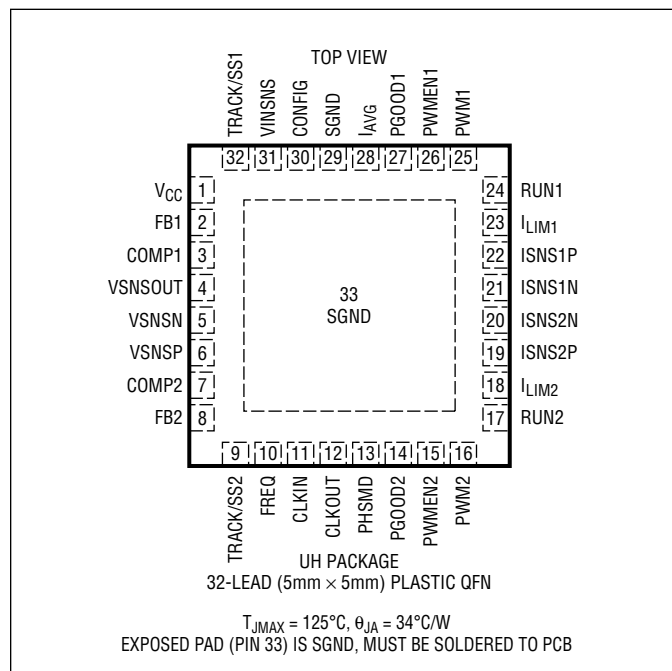 TOP VIEW
TRACK/SS1
VINSNS
CONFIG
SGND
IAVG
PGOOD1
PWMEN1
PWM1
32 31 30 29 28 27 26 25
VCC 1
FB1 2
COMP1 3
VSNSOUT 4
VSNSN 5
VSNSP 6
COMP2 7
FB2 8
33
SGND
24 RUN1
23 ILIM1
22 ISNS1P
21 ISNS1N
20 ISNS2N
19 ISNS2P
18 ILIM2
17 RUN2
9 10 11 12 13 14 15 16
TRACK/SS2
FREQ
CLKIN
CLKOUT
PHSMD
PGOOD2
PWMEN2
PWM2
UH PACKAGE
32-LEAD (5mm × 5mm) PLASTIC QFN
TJMAX = 125°C, θJA = 34°C/W
EXPOSED PAD (PIN 33) IS SGND, MUST BE SOLDERED TO PCB